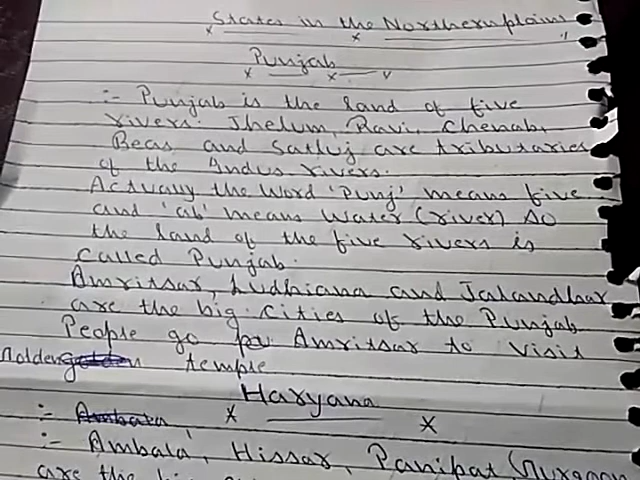 States in the Northern plains
Punjab
:- Punjab is the land of five
rivers. Jhelum, Ravi, Chenab,
Beas and Satluj are tributaries
of the Indus rivers.
Actually the word 'Punj' means five
and 'ab' means water (river) so
the land of the five rivers is
called Punjab.
Amritsar, Ludhiana and Jalandhar
are the big cities of the Punjab
People go Amritsar to visit
Golden temple
Haryana
:- Ambala
:- Ambala, Hissar, Panipat, Gurgaon
are the